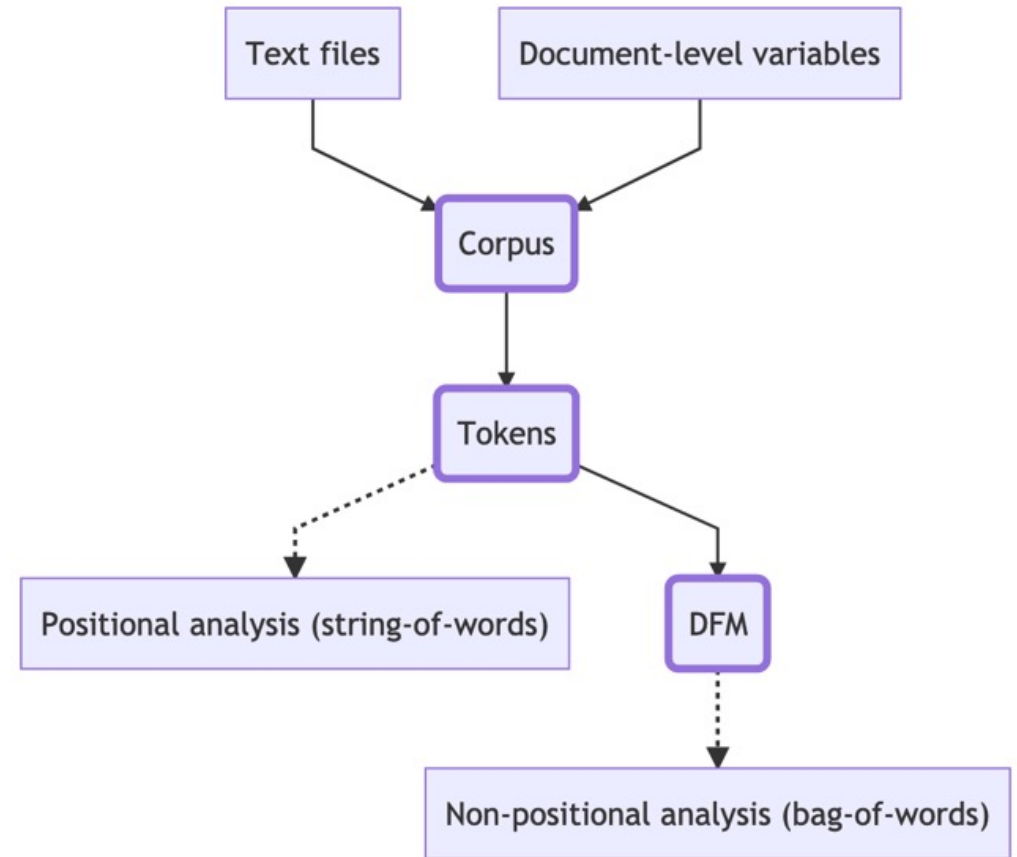 Text files
Document-level variables
Corpus
Tokens
Positional analysis (string-of-words)
DFM
Non-positional analysis (bag-of-words)